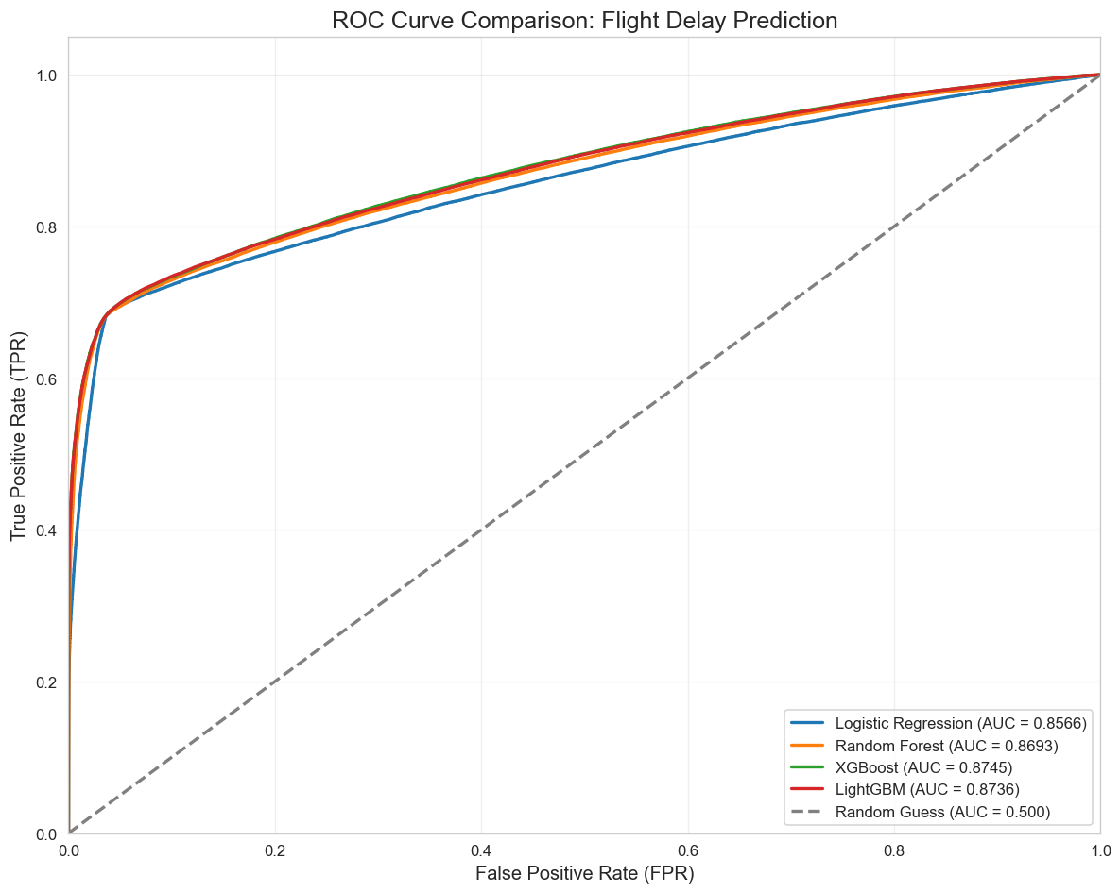 ROC Curve Comparison: Flight Delay Prediction
True Positive Rate (TPR)
1.0
0.8
0.6
0.4
0.2
0.0
0.0 0.2 0.4 0.6 0.8 1.0
False Positive Rate (FPR)
Logistic Regression (AUC = 0.8566)
Random Forest (AUC = 0.8693)
XGBoost (AUC = 0.8745)
LightGBM (AUC = 0.8736)
Random Guess (AUC = 0.500)